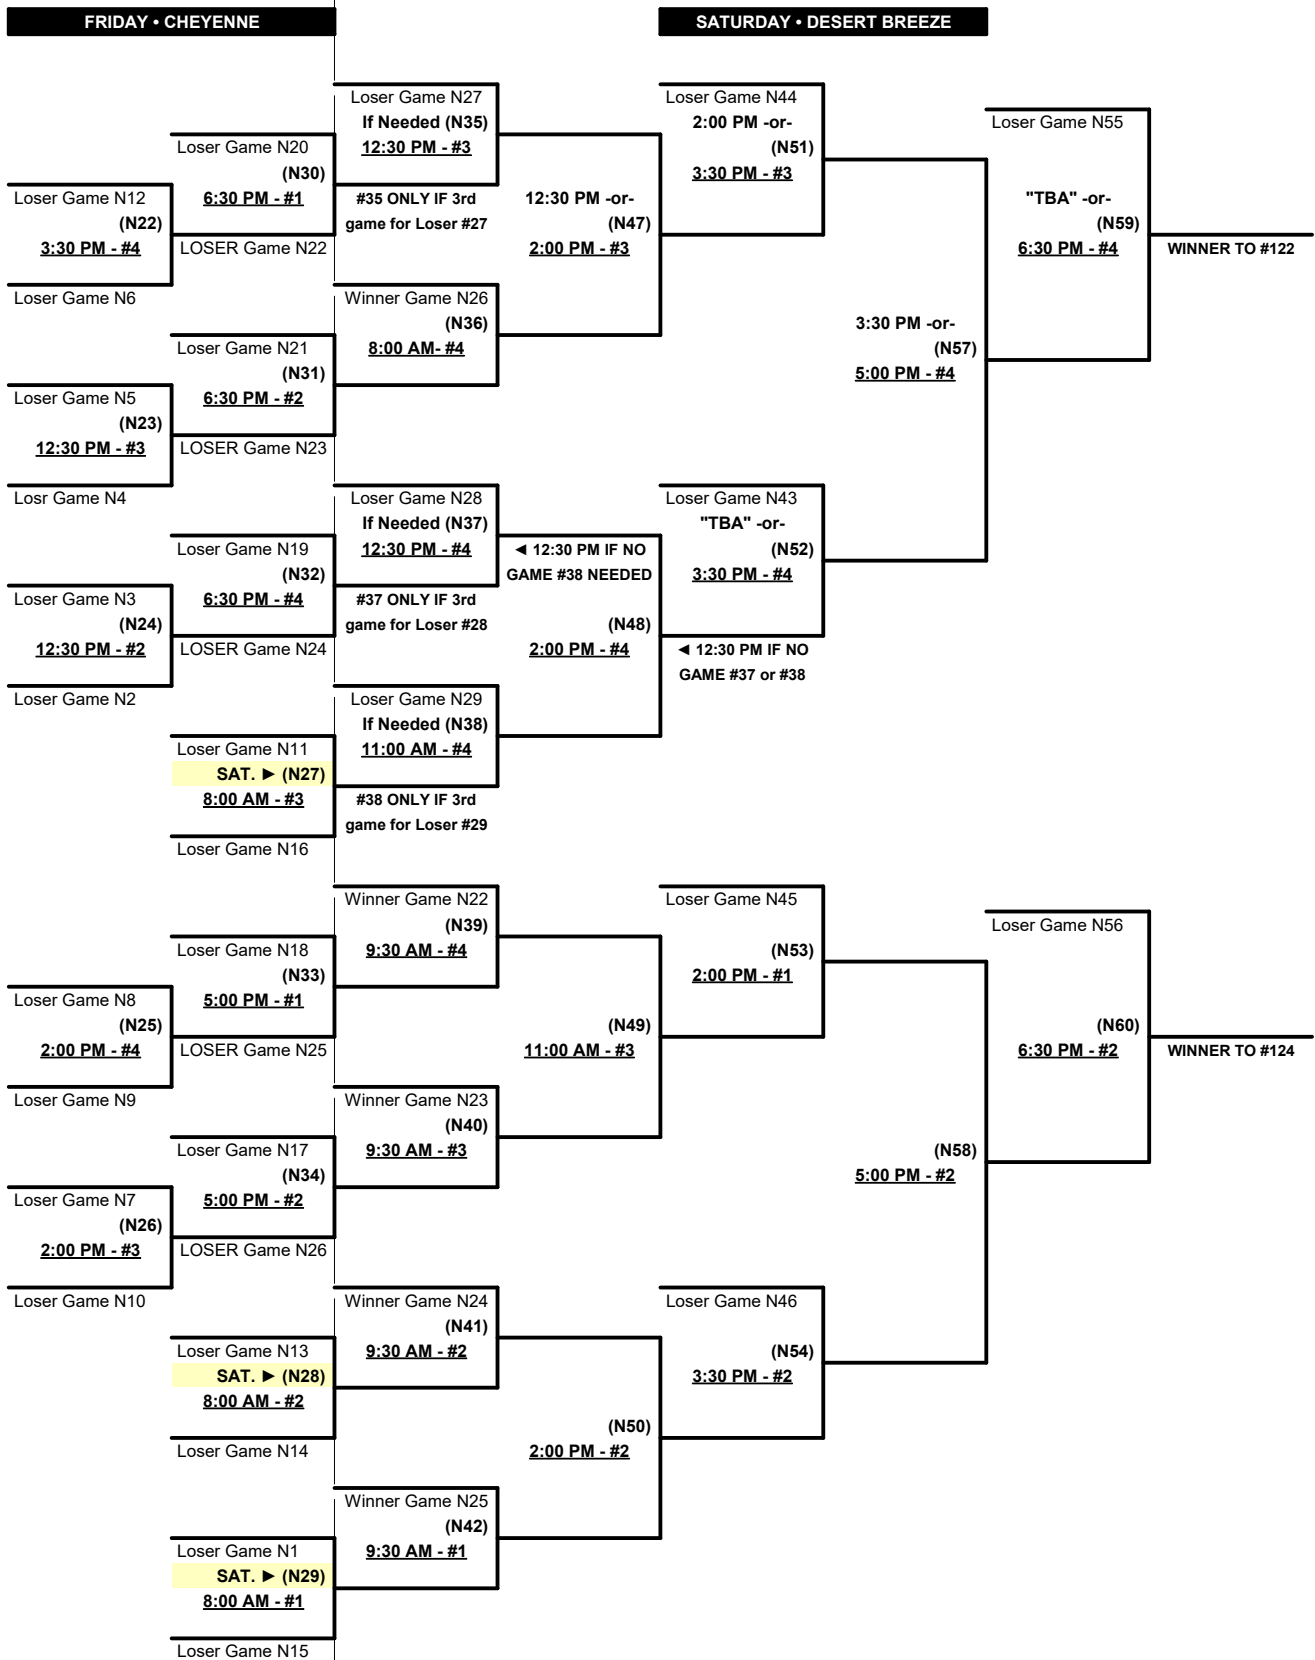 FRIDAY • CHEYENNE
SATURDAY • DESERT BREEZE
Loser Game N12
(N22)
3:30 PM - #4
Loser Game N6
Loser Game N5
(N23)
12:30 PM - #3
Losr Game N4
Loser Game N3
(N24)
12:30 PM - #2
Loser Game N2
Loser Game N8
(N25)
2:00 PM - #4
Loser Game N9
Loser Game N7
(N26)
2:00 PM - #3
Loser Game N10
Loser Game N20
(N30)
6:30 PM - #1
LOSER Game N22
Loser Game N21
(N31)
6:30 PM - #2
LOSER Game N23
Loser Game N19
(N32)
6:30 PM - #4
LOSER Game N24
Loser Game N11
SAT. ► (N27)
8:00 AM - #3
Loser Game N16
Loser Game N18
(N33)
5:00 PM - #1
LOSER Game N25
Loser Game N17
(N34)
5:00 PM - #2
LOSER Game N26
Loser Game N13
SAT. ► (N28)
8:00 AM - #2
Loser Game N14
Loser Game N1
SAT. ► (N29)
8:00 AM - #1
Loser Game N15
Loser Game N27
If Needed (N35)
12:30 PM - #3
#35 ONLY IF 3rd
game for Loser #27
Winner Game N26
(N36)
8:00 AM- #4
Loser Game N28
If Needed (N37)
12:30 PM - #4
#37 ONLY IF 3rd
game for Loser #28
Loser Game N29
If Needed (N38)
11:00 AM - #4
#38 ONLY IF 3rd
game for Loser #29
Winner Game N22
(N39)
9:30 AM - #4
Winner Game N23
(N40)
9:30 AM - #3
Winner Game N24
(N41)
9:30 AM - #2
Winner Game N25
(N42)
9:30 AM - #1
12:30 PM -or-
(N47)
2:00 PM - #3
◄ 12:30 PM IF NO
GAME #38 NEEDED
(N48)
2:00 PM - #4
(N49)
11:00 AM - #3
(N50)
2:00 PM - #2
Loser Game N44
2:00 PM -or-
(N51)
3:30 PM - #3
Loser Game N43
"TBA" -or-
(N52)
3:30 PM - #4
◄ 12:30 PM IF NO
GAME #37 or #38
Loser Game N45
(N53)
2:00 PM - #1
Loser Game N46
(N54)
3:30 PM - #2
3:30 PM -or-
(N57)
5:00 PM - #4
(N58)
5:00 PM - #2
Loser Game N55
"TBA" -or-
(N59)
6:30 PM - #4
WINNER TO #122
Loser Game N56
(N60)
6:30 PM - #2
WINNER TO #124